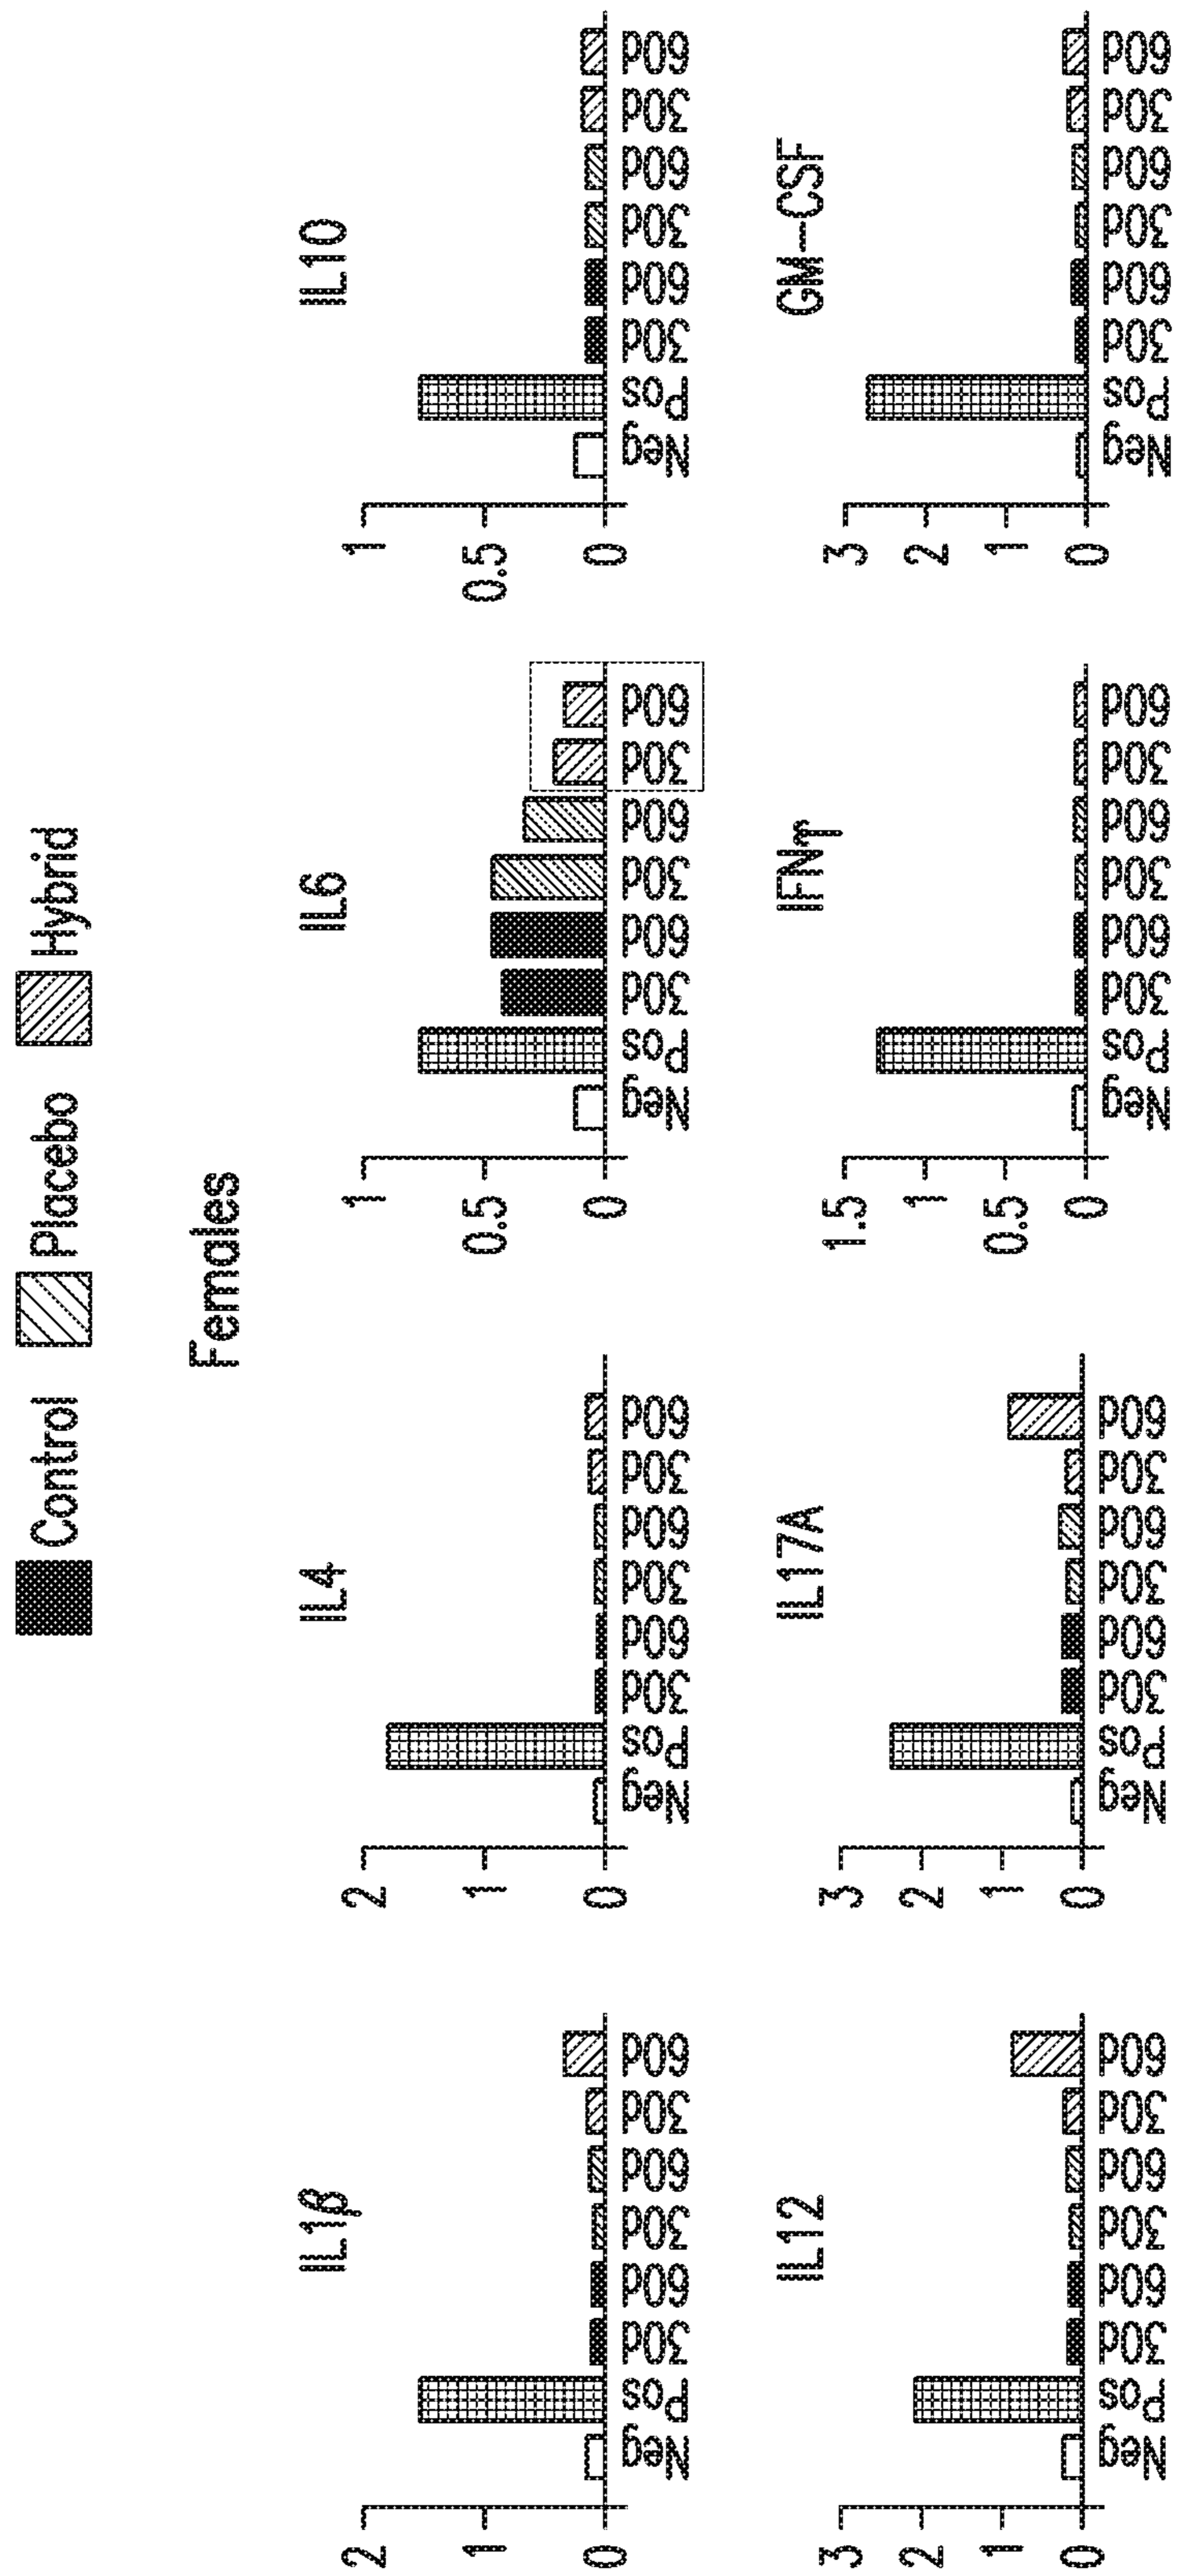 Control Placebo Hybrid
Females
IL1β IL4 IL6 IL10
2 2 1 1
1 1 0.5 0.5
0 0 0 0
Neg Pos 30d 60d 30d 60d 30d 60d Neg Pos 30d 60d 30d 60d 30d 60d Neg Pos 30d 60d 30d 60d 30d 60d Neg Pos 30d 60d 30d 60d 30d 60d
IL12 IL17A IFNη GM-CSF
3 3 1.5 3
2 2 1 2
1 1 0.5 1
0 0 0 0
Neg Pos 30d 60d 30d 60d 30d 60d Neg Pos 30d 60d 30d 60d 30d 60d Neg Pos 30d 60d 30d 60d 30d 60d Neg Pos 30d 60d 30d 60d 30d 60d